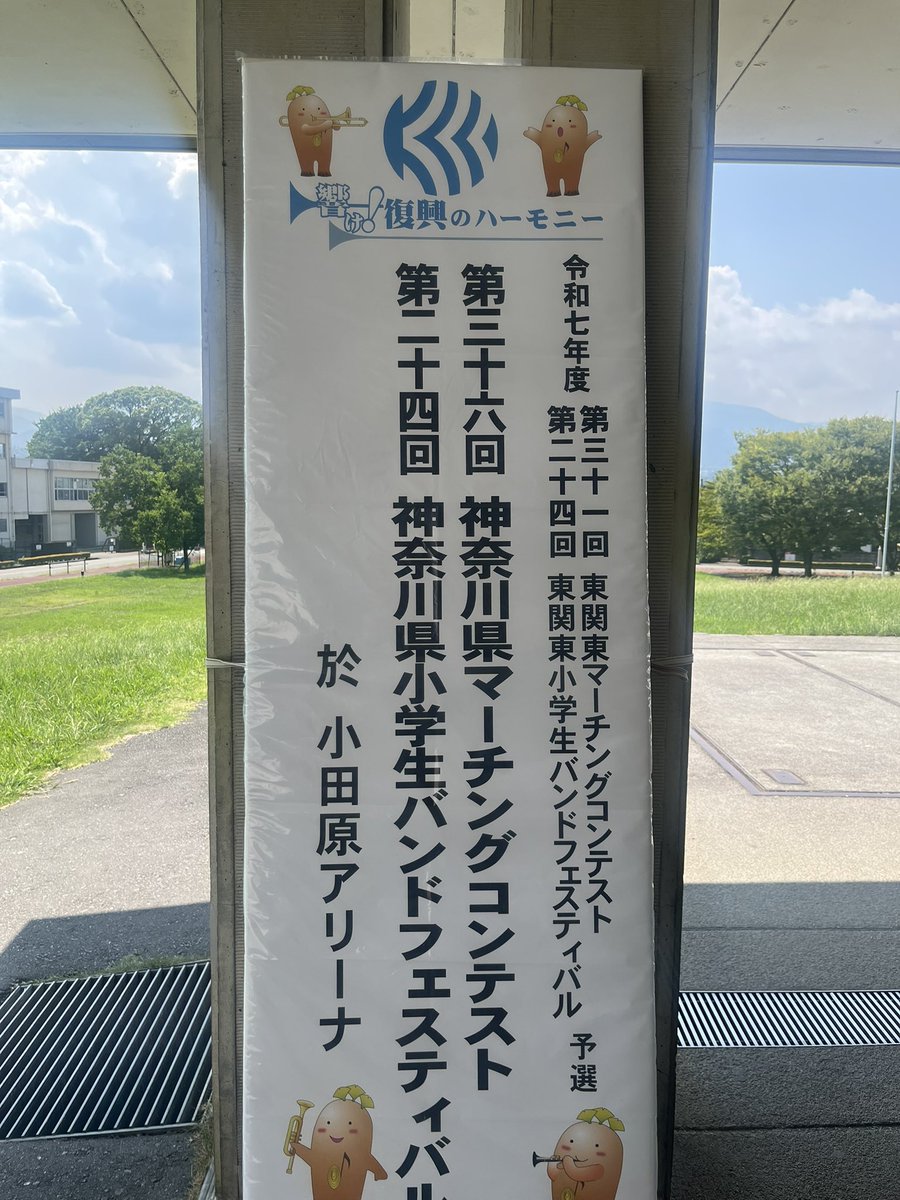 響け!復興のハーモニー
令和七年度
第三十一回 東関東マーチングコンテスト
第二十四回 東関東小学生バンドフェスティバル
予選
第三十六回 神奈川県マーチングコンテスト
第二十四回 神奈川県小学生バンドフェスティバル
於 小田原アリーナ